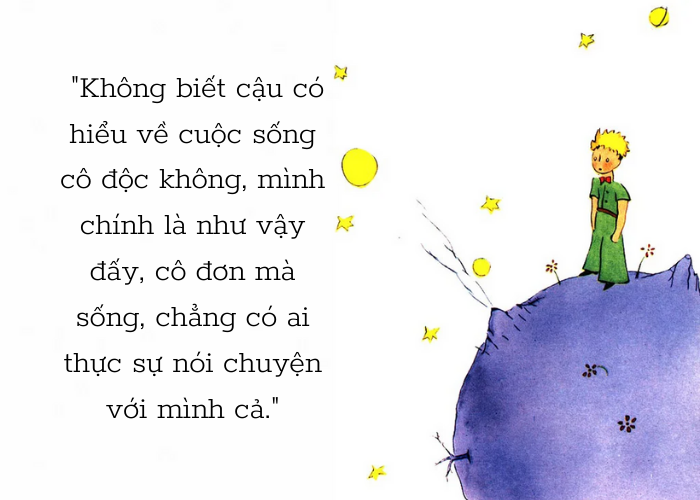 "Không biết cậu có
hiểu về cuộc sống
cô độc không, mình
chính là như vậy
đấy, cô đơn mà
sống, chẳng có ai
thực sự nói chuyện
với mình cả."